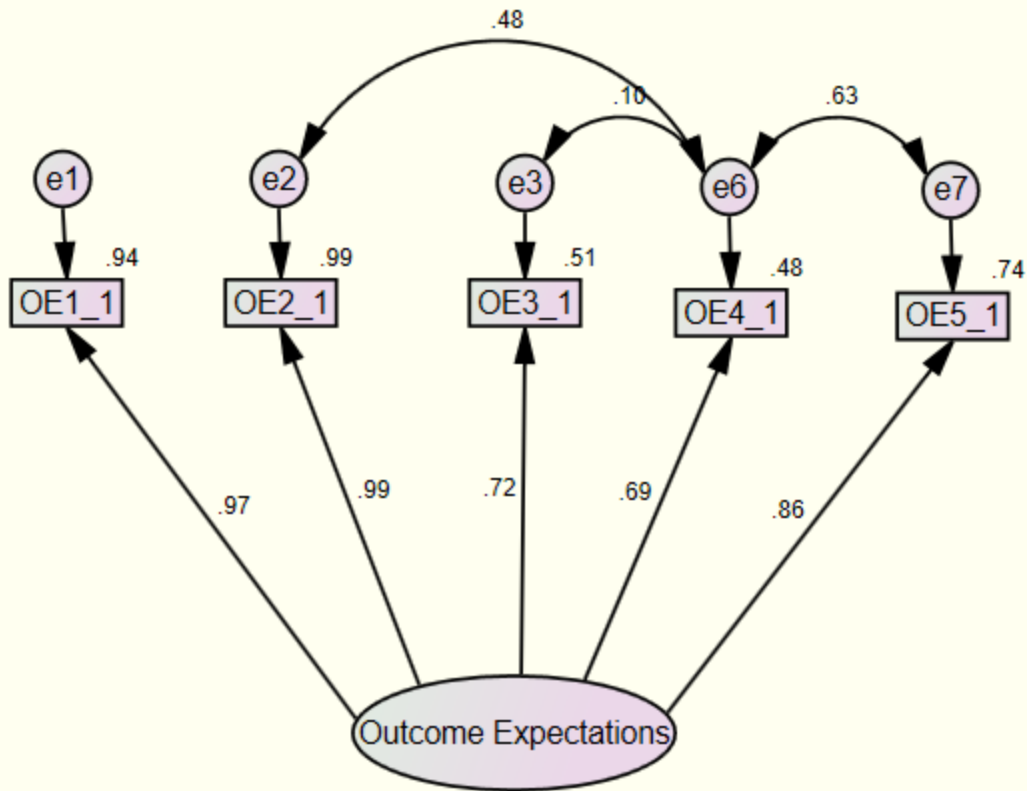 .48
.10
.63
e1
e2
e3
e6
e7
.94
.99
.51
.48
.74
OE1_1
OE2_1
OE3_1
OE4_1
OE5_1
.97
.99
.72
.69
.86
Outcome Expectations